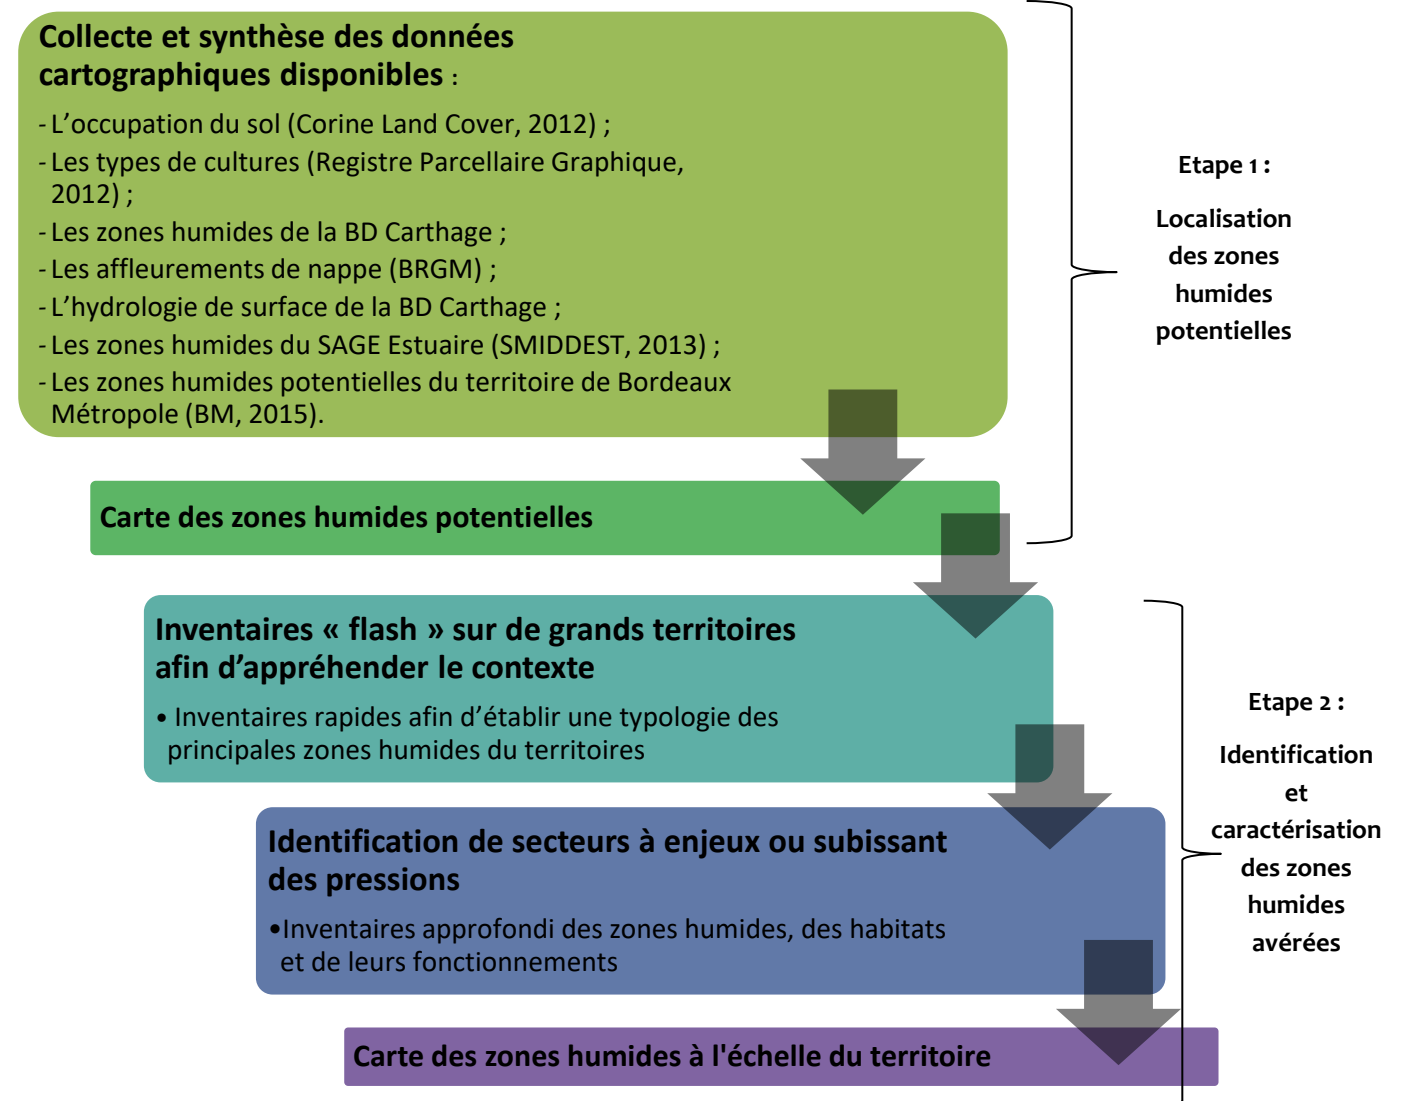 Collecte et synthèse des données
cartographiques disponibles :
- L’occupation du sol (Corine Land Cover, 2012) ;
- Les types de cultures (Registre Parcellaire Graphique,
2012) ;
- Les zones humides de la BD Carthage ;
- Les affleurements de nappe (BRGM) ;
- L’hydrologie de surface de la BD Carthage ;
- Les zones humides du SAGE Estuaire (SMIDDEST, 2013) ;
- Les zones humides potentielles du territoire de Bordeaux
Métropole (BM, 2015).
Etape 1 :
Localisation
des zones
humides
potentielles
Carte des zones humides potentielles
Inventaires « flash » sur de grands territoires
afin d’appréhender le contexte
• Inventaires rapides afin d’établir une typologie des
principales zones humides du territoires
Identification de secteurs à enjeux ou subissant
des pressions
•Inventaires approfondi des zones humides, des habitats
et de leurs fonctionnements
Etape 2 :
Identification
et
caractérisation
des zones
humides
avérées
Carte des zones humides à l'échelle du territoire